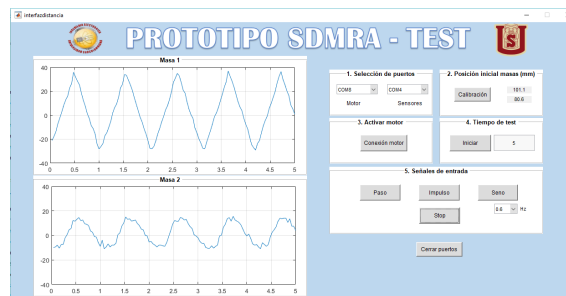 interfazdistancia
PROTOTIPO SDMRA - TEST
Masa 1
40
20
0
-20
-40
0 0.5 1 1.5 2 2.5 3 3.5 4 4.5 5
Masa 2
40
20
0
-20
-40
0 0.5 1 1.5 2 2.5 3 3.5 4 4.5 5
1. Selección de puertos
COM6 COM4
Motor Sensores
2. Posición inicial masas (mm)
Calibración
101.1
80.6
3. Activar motor
Conexión motor
4. Tiempo de test
Iniciar 5
5. Señales de entrada
Paso Impulso Seno
Stop 0.8 Hz
Cerrar puertos